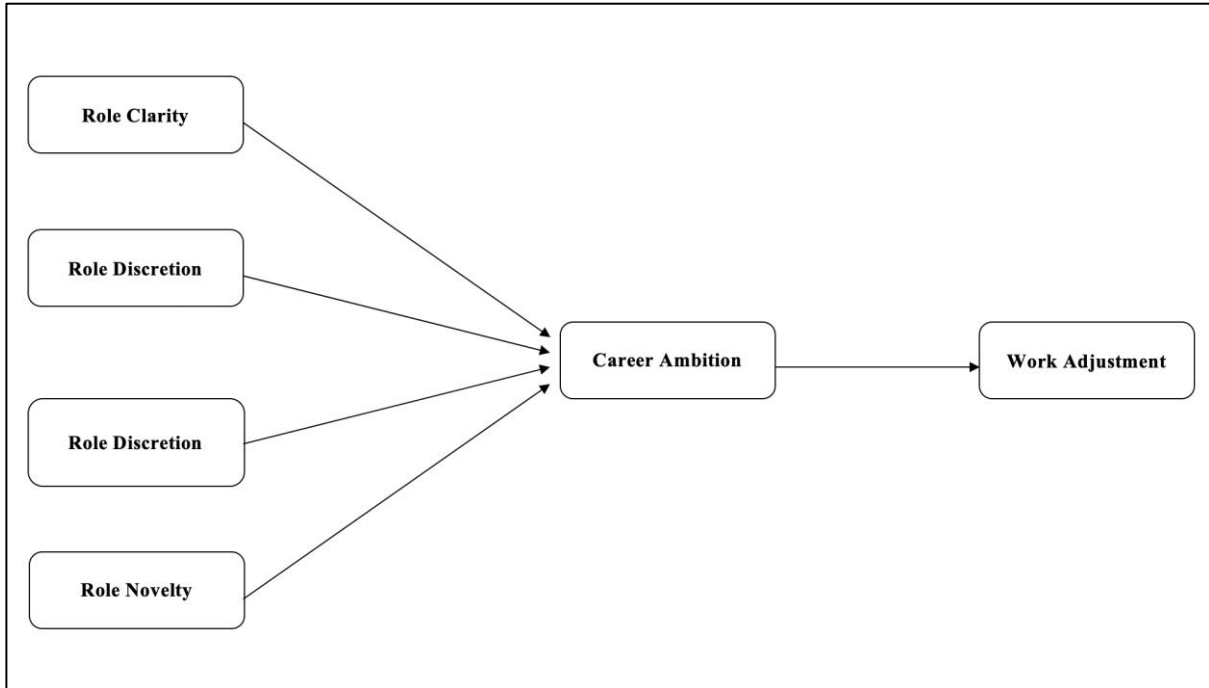 Role Clarity
Role Discretion
Role Discretion
Role Novelty
Career Ambition
Work Adjustment